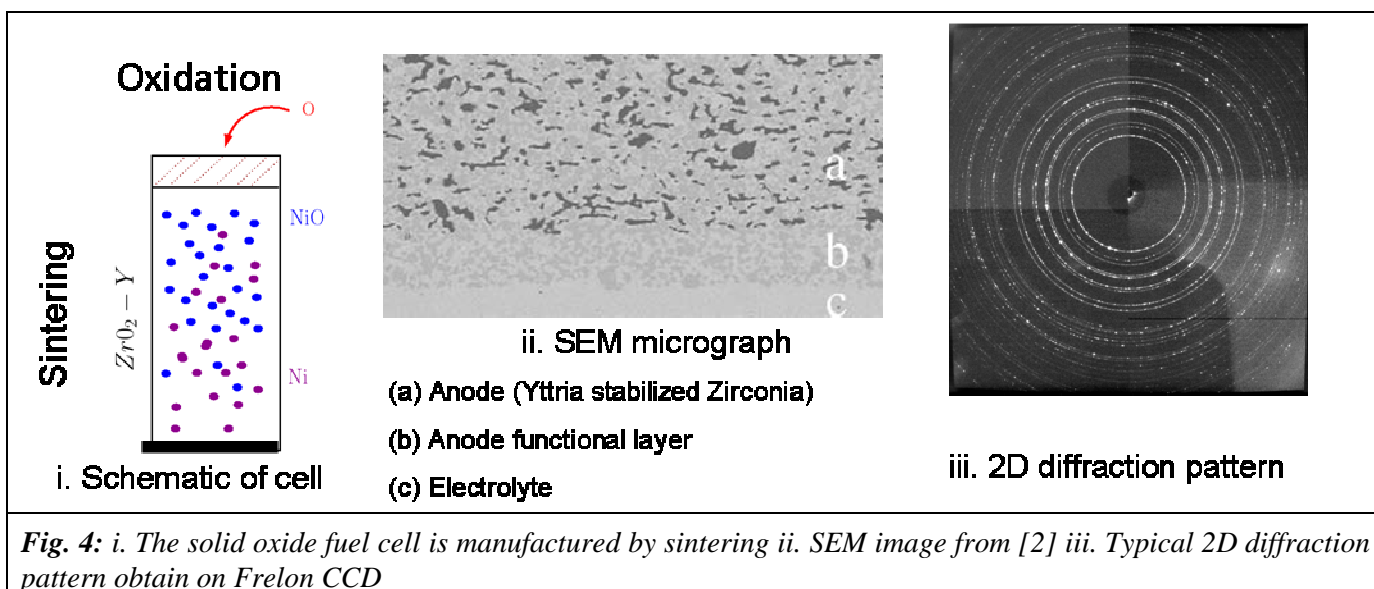 Oxidation
O
NiO
Sintering
ZrO₂ − Y
Ni
i. Schematic of cell
a
b
c
ii. SEM micrograph
(a) Anode (Yttria stabilized Zirconia)
(b) Anode functional layer
(c) Electrolyte
iii. 2D diffraction pattern
Fig. 4: i. The solid oxide fuel cell is manufactured by sintering ii. SEM image from [2] iii. Typical 2D diffraction
pattern obtain on Frelon CCD